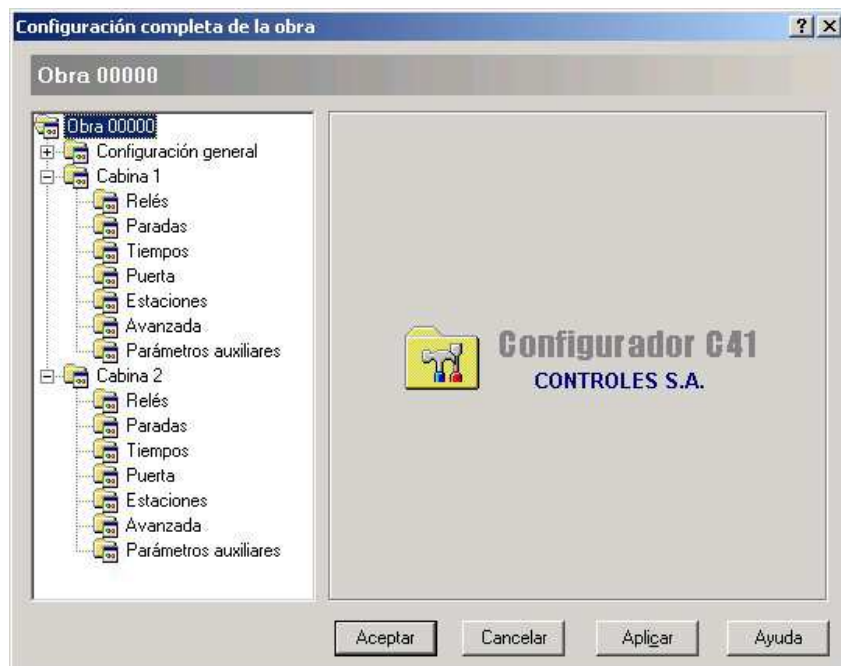 Configuración completa de la obra
Obra 00000
Obra 00000
Configuración general
Cabina 1
Relés
Paradas
Tiempos
Puerta
Estaciones
Avanzada
Parámetros auxiliares
Cabina 2
Relés
Paradas
Tiempos
Puerta
Estaciones
Avanzada
Parámetros auxiliares
Configurador C41
CONTROLES S.A.
Aceptar Cancelar Aplicar Ayuda